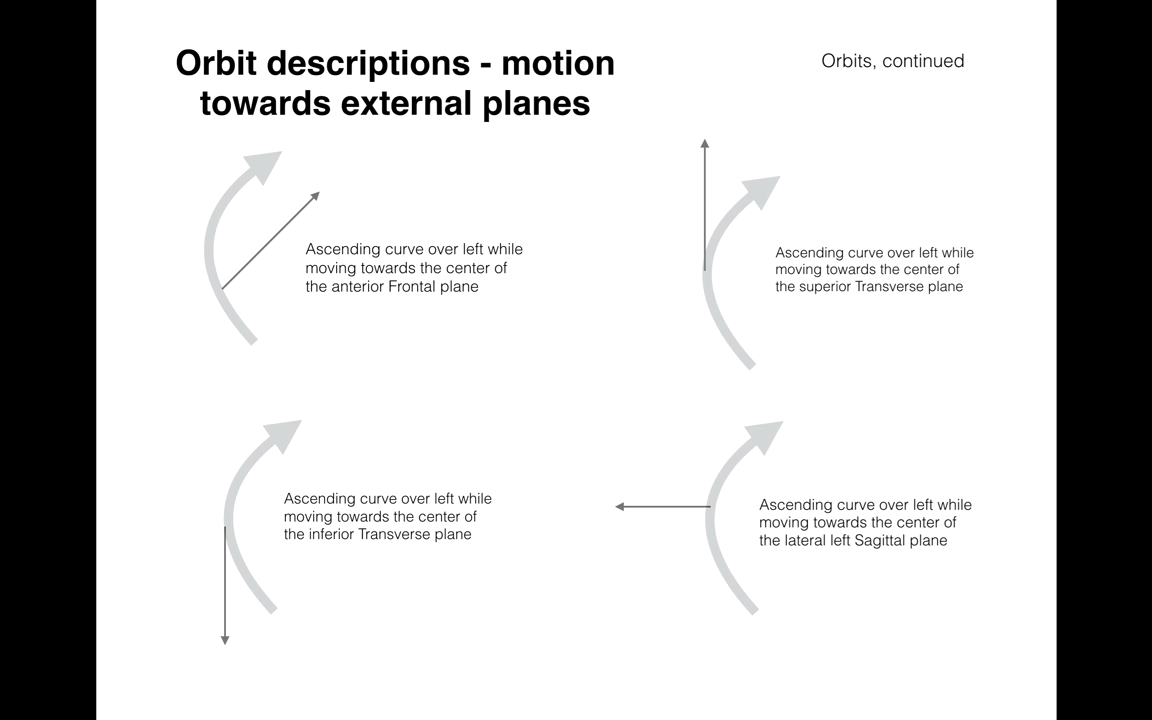 Orbit descriptions - motion
towards external planes
Orbits, continued
Ascending curve over left while
moving towards the center of
the anterior Frontal plane
Ascending curve over left while
moving towards the center of
the superior Transverse plane
Ascending curve over left while
moving towards the center of
the inferior Transverse plane
Ascending curve over left while
moving towards the center of
the lateral left Sagittal plane